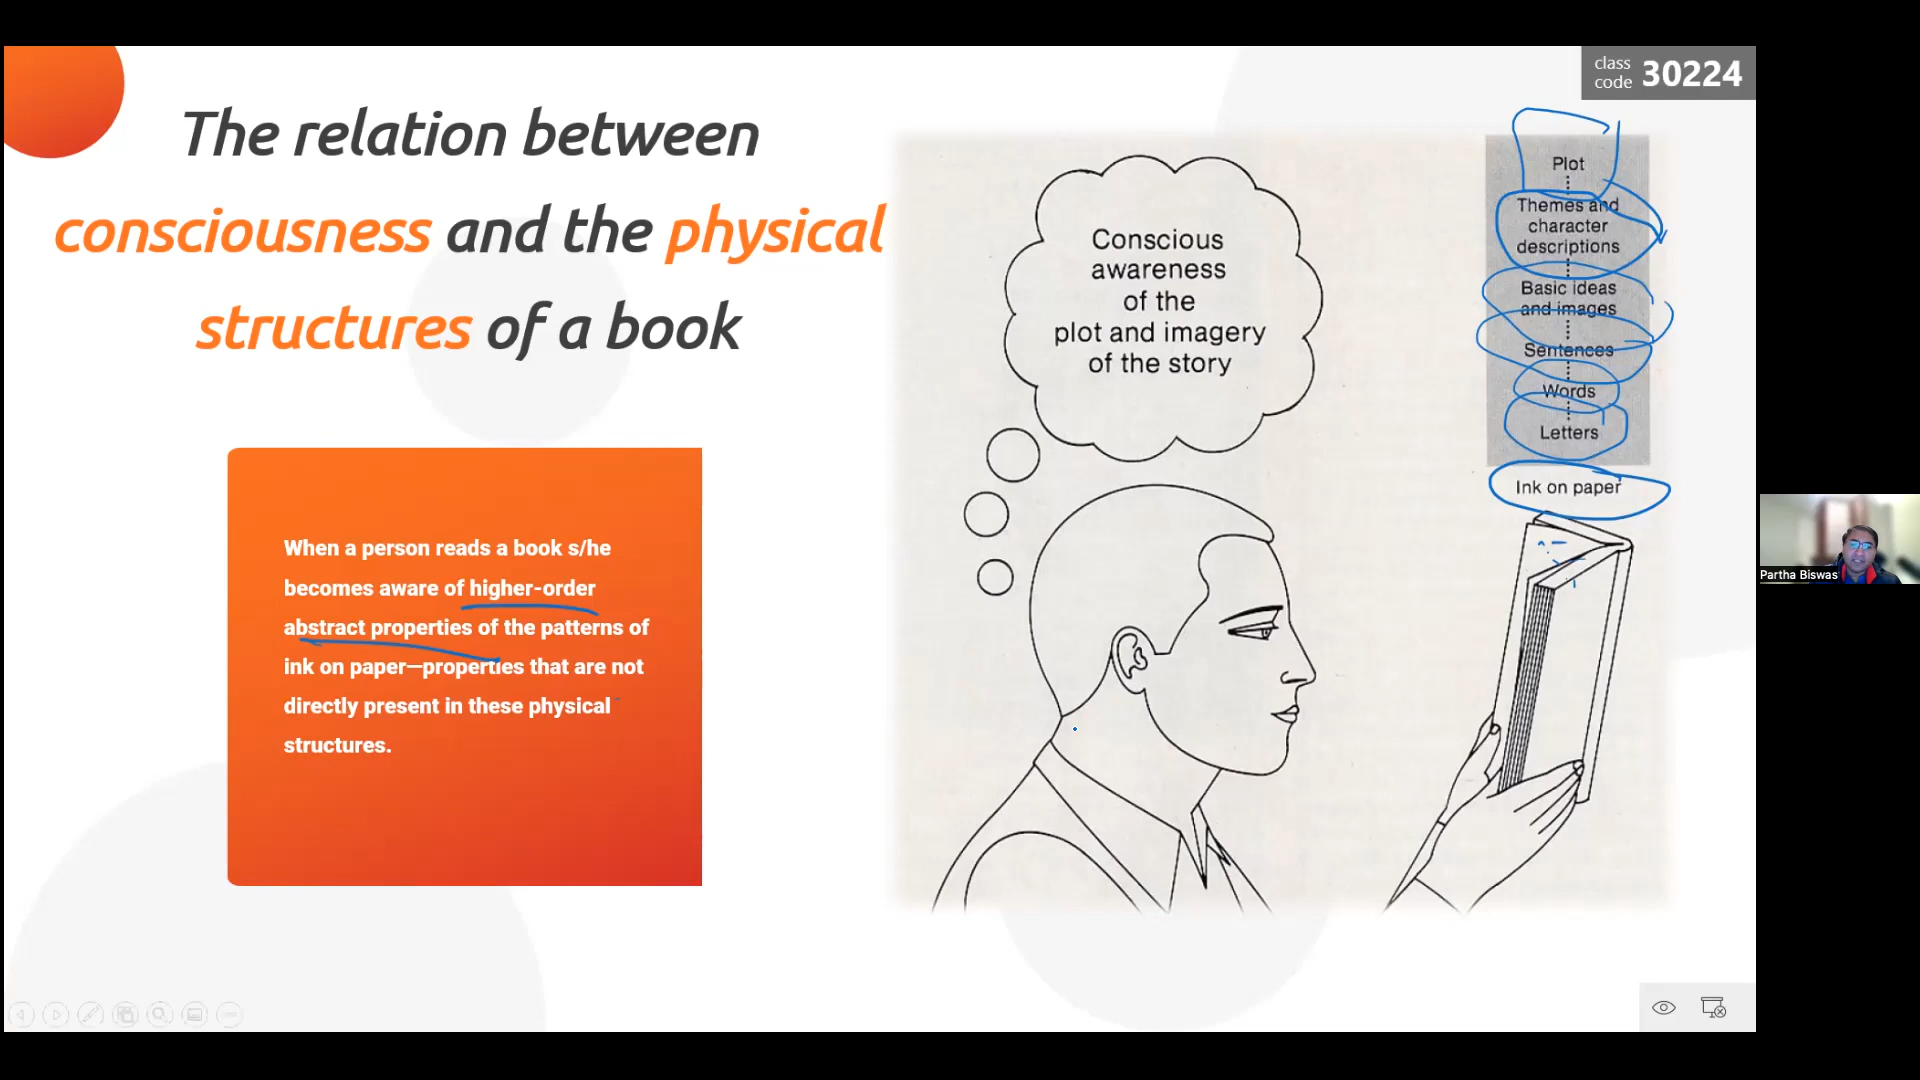 class
code 30224
The relation between
consciousness and the physical
structures of a book
When a person reads a book s/he
becomes aware of higher-order
abstract properties of the patterns of
ink on paper—properties that are not
directly present in these physical
structures.
Conscious
awareness
of the
plot and imagery
of the story
Plot
Themes and
character
descriptions
Basic ideas
and images
Sentences
Words
Letters
Ink on paper
Partha Biswas